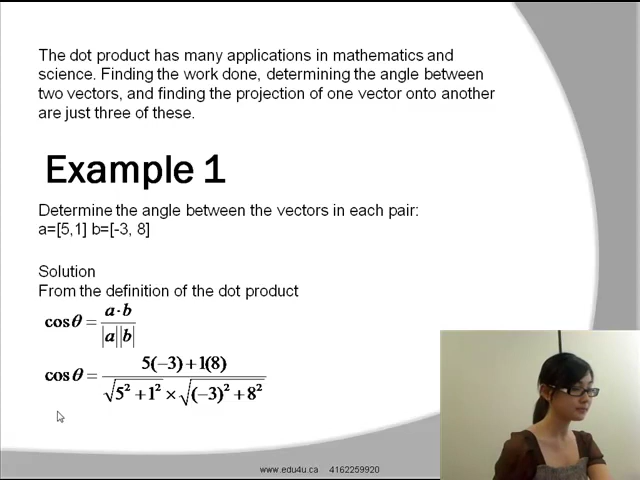 The dot product has many applications in mathematics and
science. Finding the work done, determining the angle between
two vectors, and finding the projection of one vector onto another
are just three of these.
Example 1
Determine the angle between the vectors in each pair:
a=[5,1] b=[-3, 8]
Solution
From the definition of the dot product
cosθ = a·b / |a||b|
cosθ = 5(−3)+1(8) / √5²+1² × √(−3)²+8²
www.edu4u.ca 4162259920